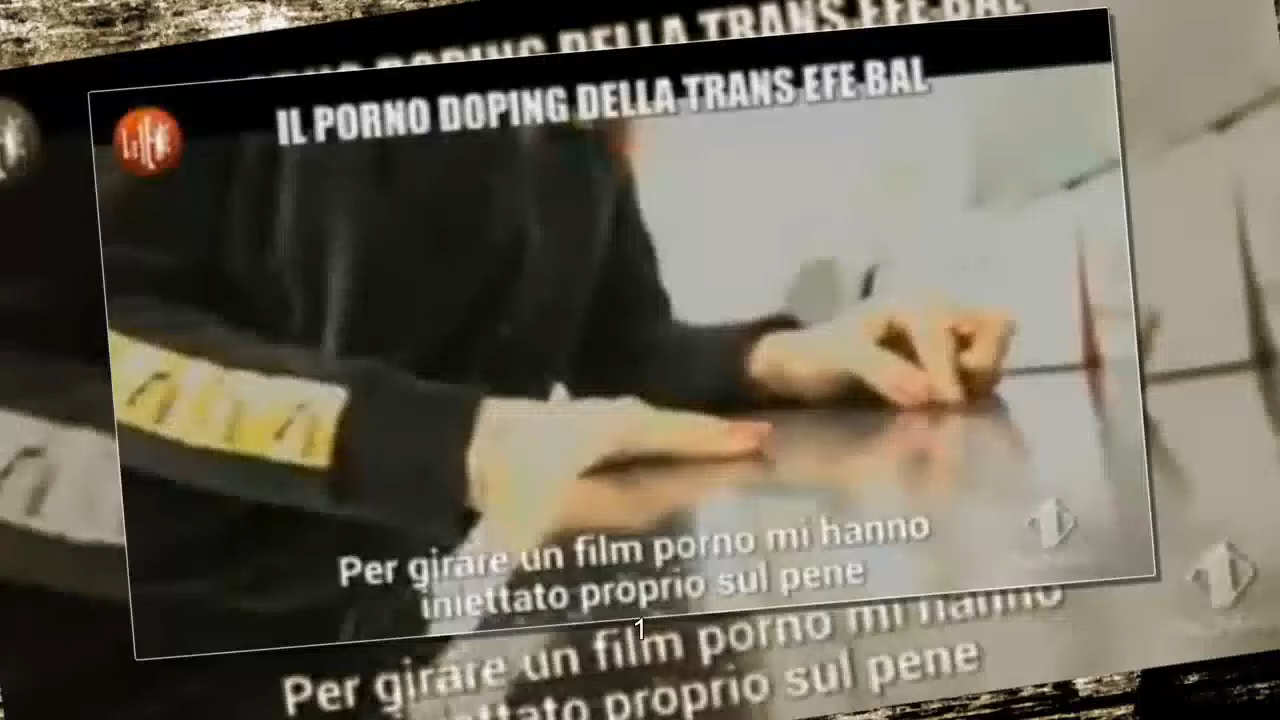 IL PORNO DOPING DELLA TRANS EFE BAL
Per girare un film porno mi hanno
iniettato proprio sul pene
1
Per girare un film porno mi hanno
proprio sul pene